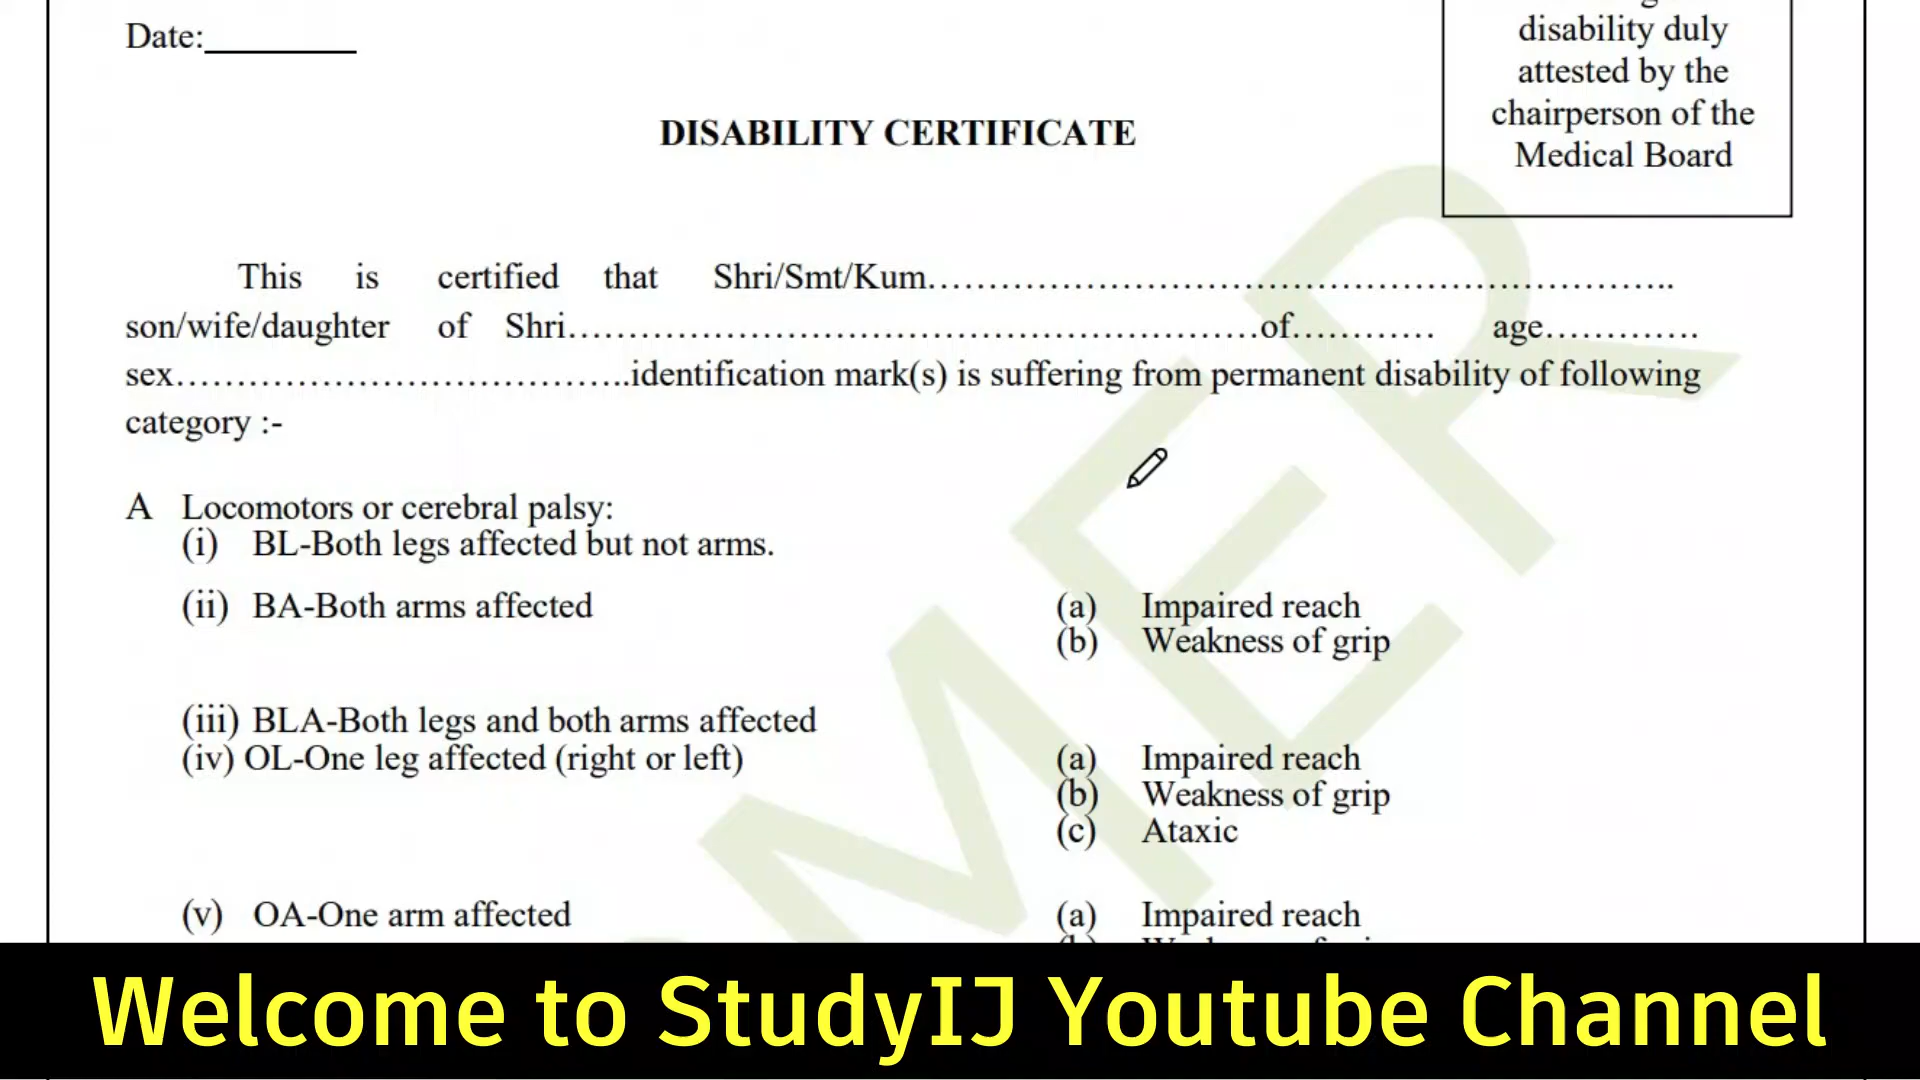 Date:_________
disability duly
attested by the
chairperson of the
Medical Board
DISABILITY CERTIFICATE
This is certified that Shri/Smt/Kum……………………………………………………..
son/wife/daughter of Shri…………………………………………………of………… age………….
sex………………………………..identification mark(s) is suffering from permanent disability of following
category :-
A Locomotors or cerebral palsy:
(i) BL-Both legs affected but not arms.
(ii) BA-Both arms affected (a) Impaired reach
(b) Weakness of grip
(iii) BLA-Both legs and both arms affected
(iv) OL-One leg affected (right or left) (a) Impaired reach
(b) Weakness of grip
(c) Ataxic
(v) OA-One arm affected (a) Impaired reach
MER
Welcome to StudyIJ Youtube Channel